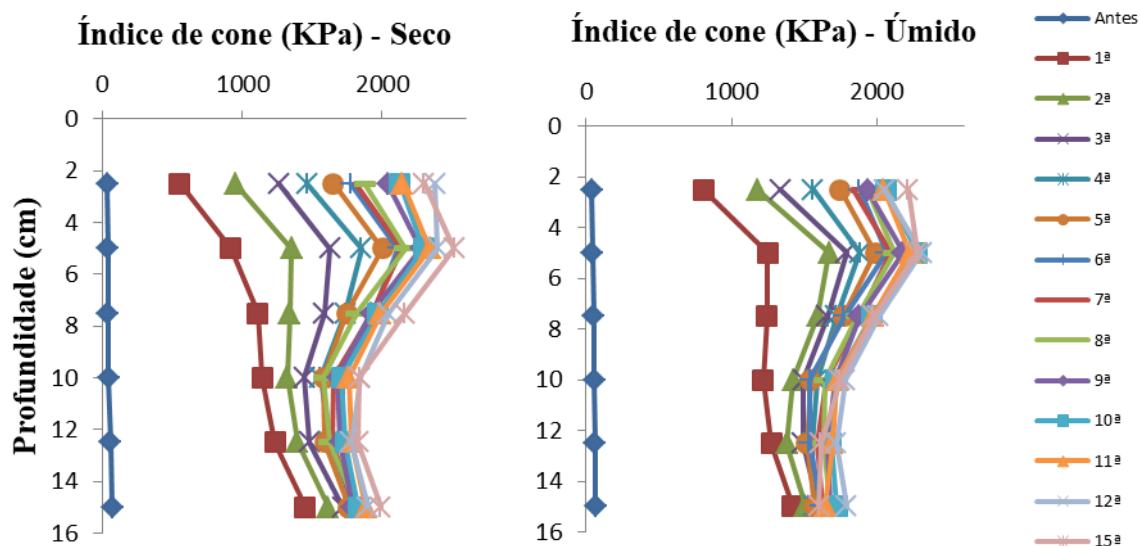 Índice de cone (KPa) - Seco
0 1000 2000
0
2
4
6
8
10
12
14
16
Profundidade (cm)
Índice de cone (KPa) - Úmido
0 1000 2000
0
2
4
6
8
10
12
14
16
Antes
1ª
2ª
3ª
4ª
5ª
6ª
7ª
8ª
9ª
10ª
11ª
12ª
15ª